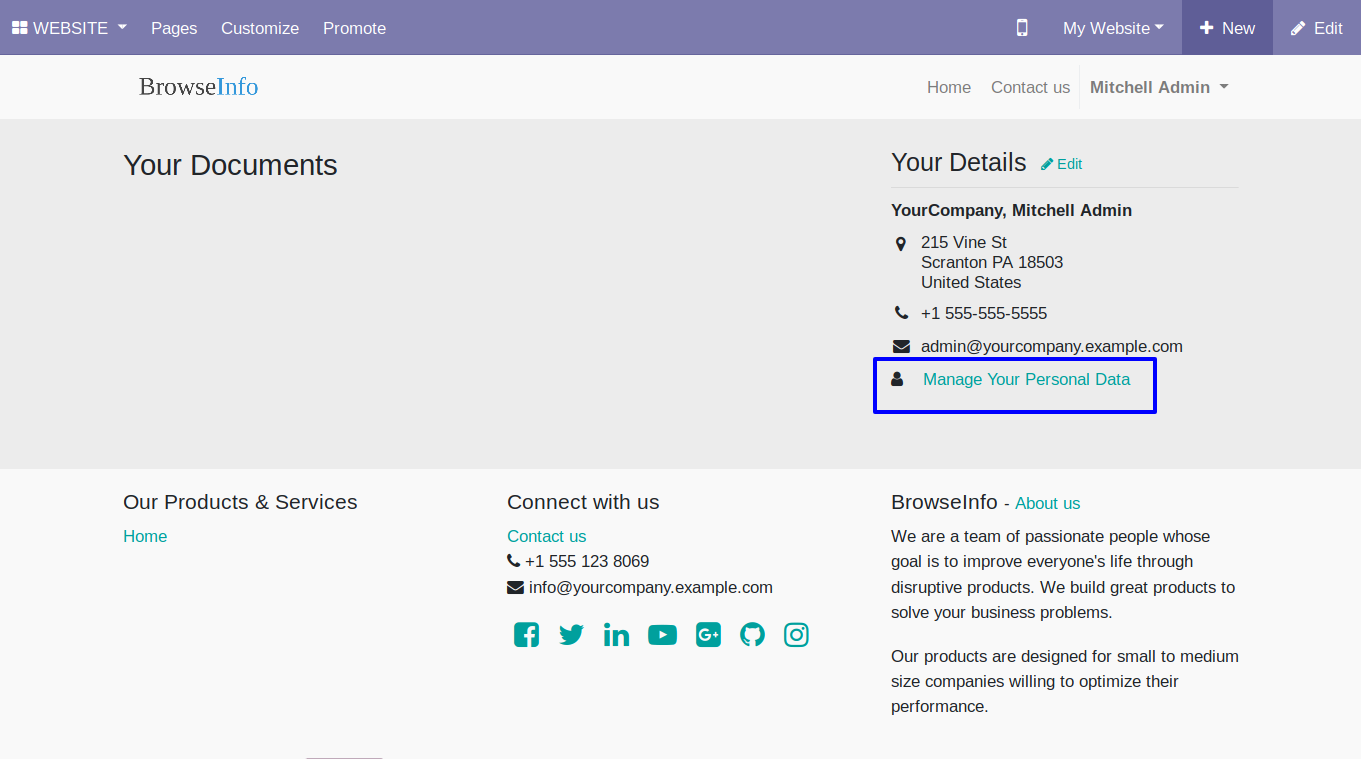 WEBSITE Pages Customize Promote My Website New Edit
BrowseInfo Home Contact us Mitchell Admin
Your Documents
Your Details Edit
YourCompany, Mitchell Admin
215 Vine St
Scranton PA 18503
United States
+1 555-555-5555
admin@yourcompany.example.com
Manage Your Personal Data
Our Products & Services
Home
Connect with us
Contact us
+1 555 123 8069
info@yourcompany.example.com
BrowseInfo - About us
We are a team of passionate people whose
goal is to improve everyone's life through
disruptive products. We build great products to
solve your business problems.
Our products are designed for small to medium
size companies willing to optimize their
performance.